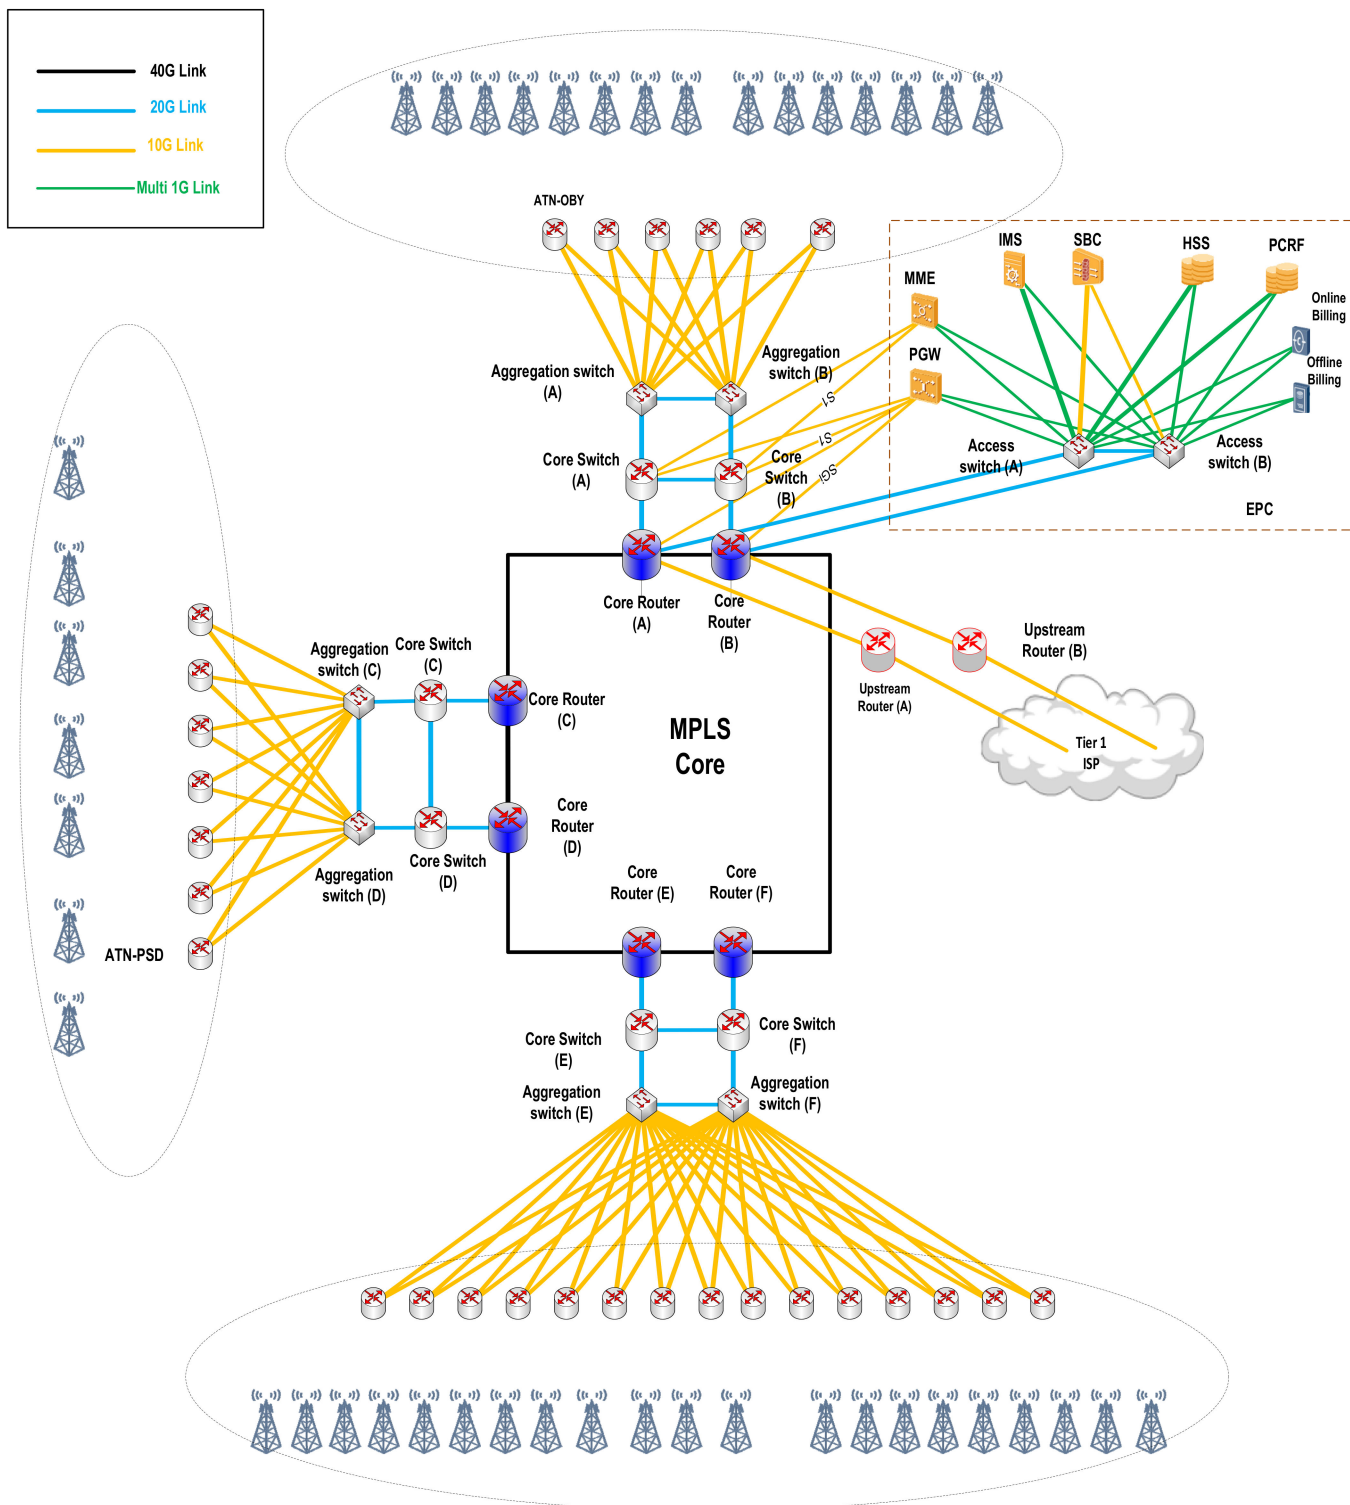 40G Link
20G Link
10G Link
Multi 1G Link
ATN-OBY
IMS
SBC
HSS
PCRF
MME
Online
Billing
PGW
Offline
Billing
Aggregation
switch (B)
Aggregation switch
(A)
S1
S1
SGi
Core Switch
(A)
Core
Switch
(B)
Access
switch (A)
Access
switch (B)
EPC
Core Router
(A)
Core
Router
(B)
Upstream
Router (B)
Upstream
Router (A)
Aggregation
switch (C)
Core Switch
(C)
Core Router
(C)
MPLS
Core
Tier 1
ISP
Core
Router
(D)
Aggregation
switch (D)
Core Switch
(D)
Core
Router (E)
Core
Router (F)
ATN-PSD
Core Switch
(E)
Core Switch
(F)
Aggregation
switch (E)
Aggregation
switch (F)